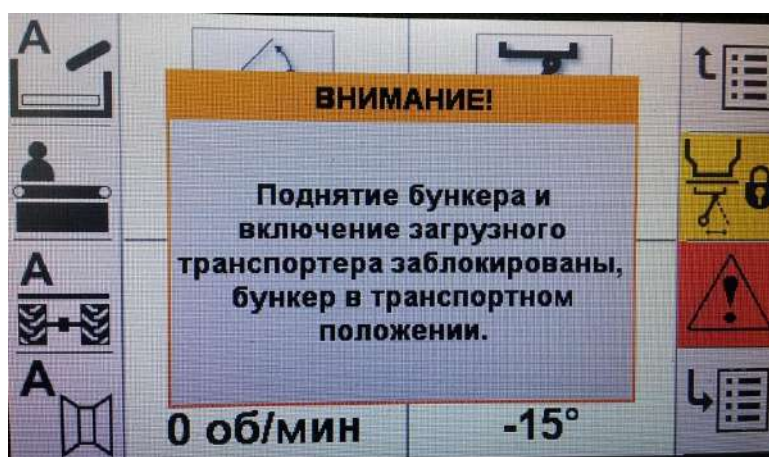 A
ВНИМАНИЕ!
Поднятие бункера и
включение загрузного
транспортера заблокированы,
бункер в транспортном
положении.
A
A
0 об/мин
-15°